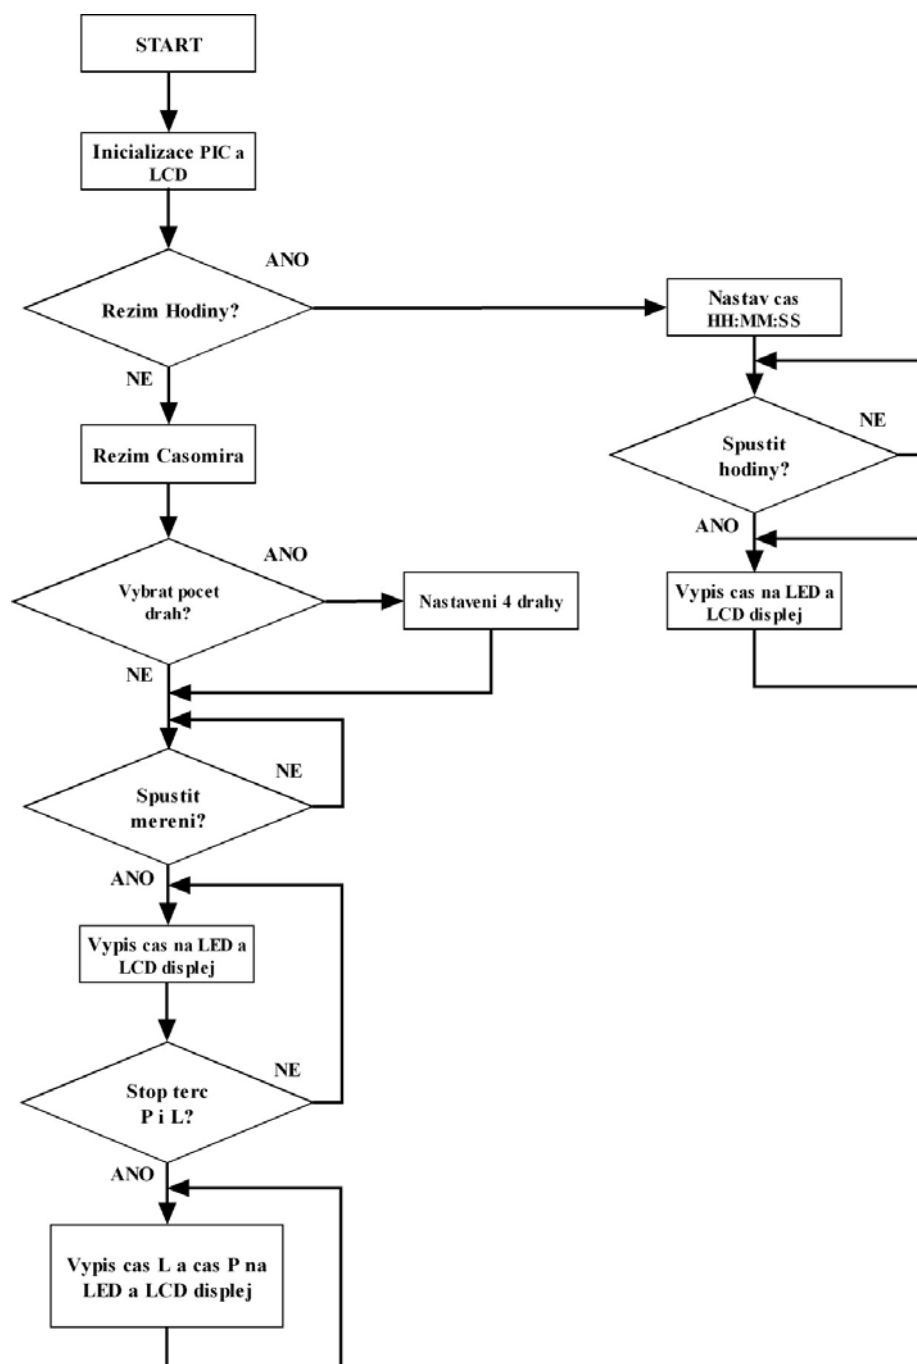 START
Inicializace PIC a
LCD
ANO
Rezim Hodiny?
NE
Nastav cas
HH:MM:SS
Spustit
hodiny?
NE
ANO
Vypis cas na LED a
LCD displej
Rezim Casomira
ANO
Vybrat pocet
drah?
Nastaveni 4 drahy
NE
NE
Spustit
mereni?
ANO
Vypis cas na LED a
LCD displej
NE
Stop terc
P i L?
ANO
Vypis cas L a cas P na
LED a LCD displej